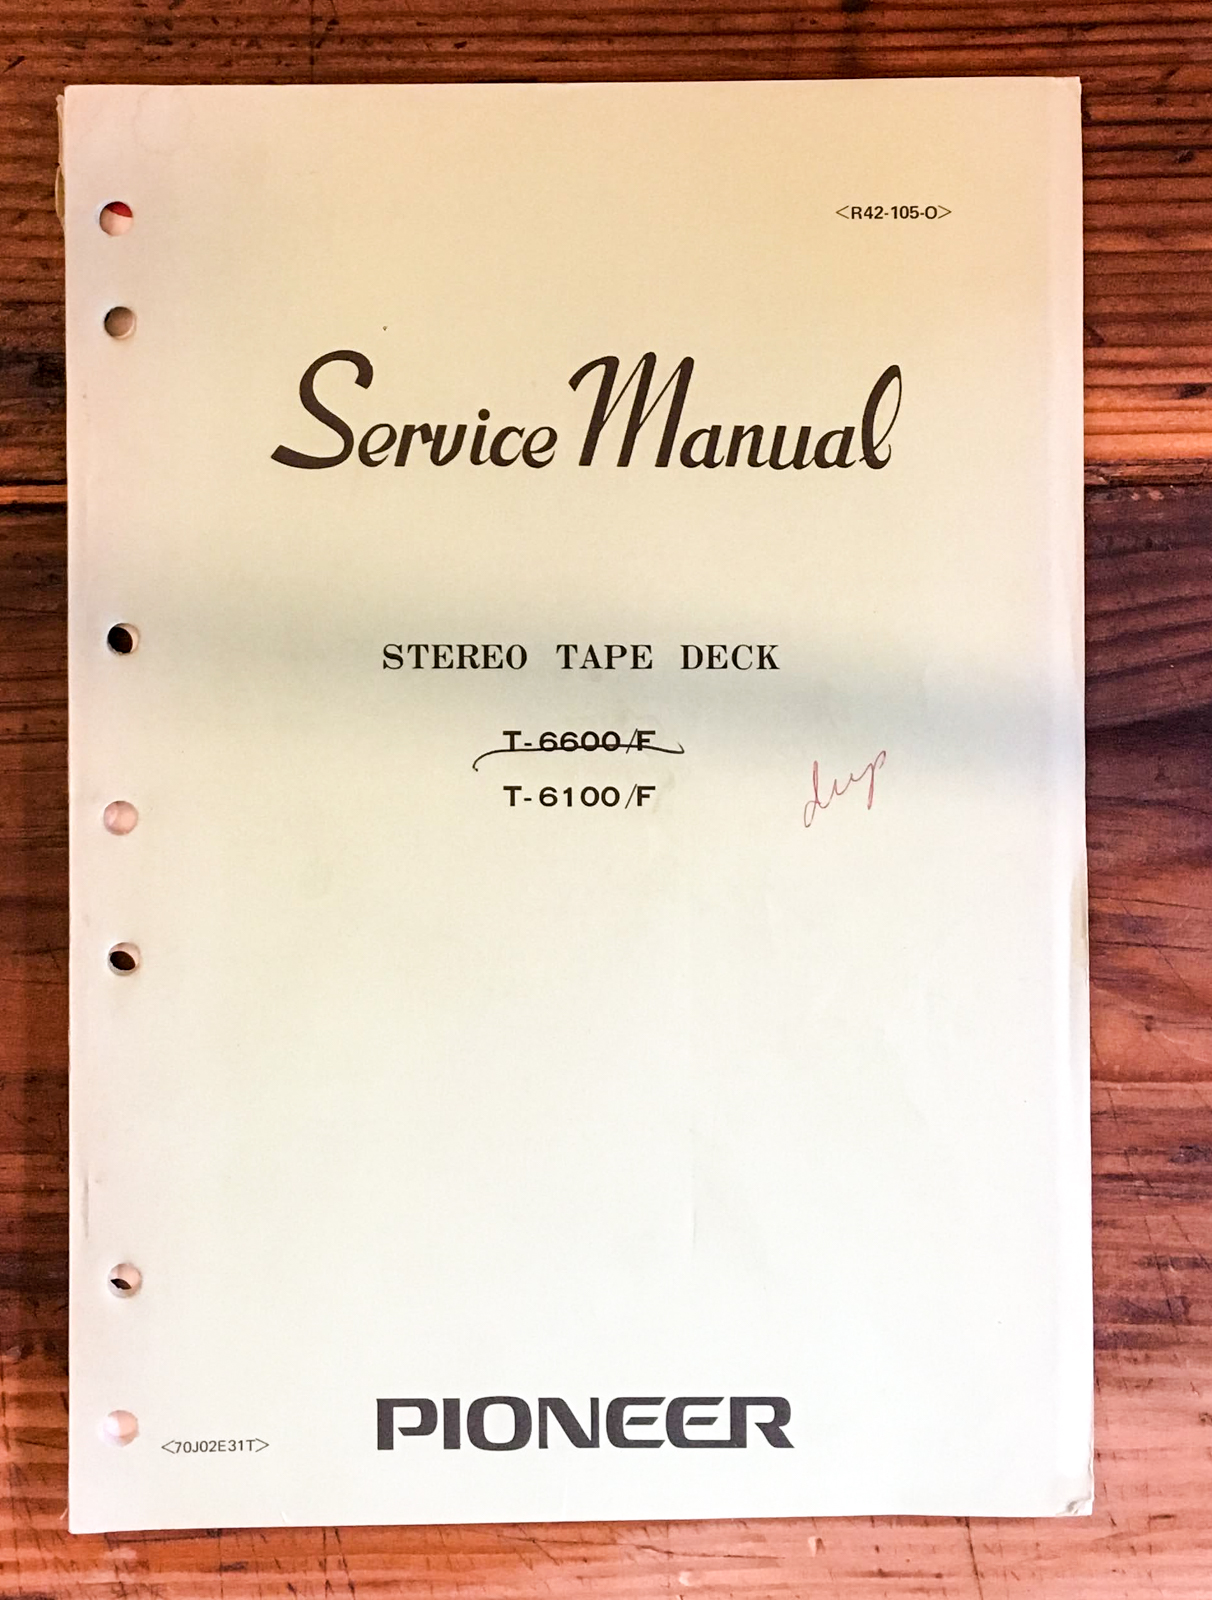 <R42-105-O>
Service Manual
STEREO TAPE DECK
T-6600/F
T-6100/F
dup
PIONEER
<70J02E31T>